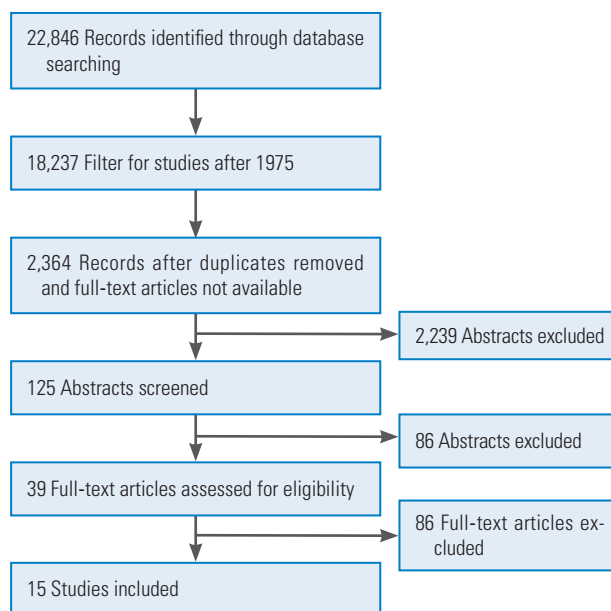 22,846 Records identified through database
searching
18,237 Filter for studies after 1975
2,364 Records after duplicates removed
and full-text articles not available
2,239 Abstracts excluded
125 Abstracts screened
86 Abstracts excluded
39 Full-text articles assessed for eligibility
86 Full-text articles ex-
cluded
15 Studies included